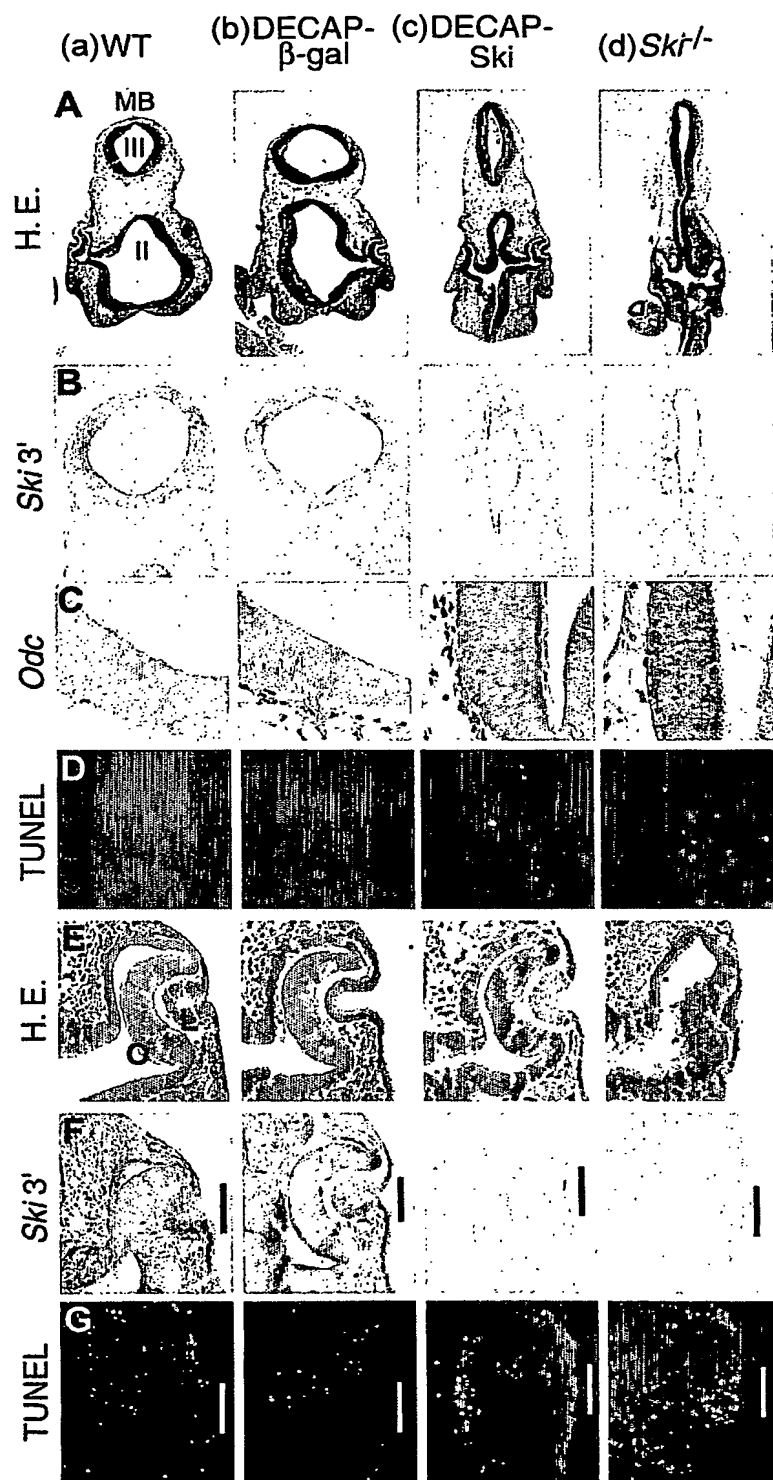 (a)WT
(b)DECAP-
β-gal
(c)DECAP-
Ski
(d)Ski-/-
A
MB
III
II
H.E.
B
Ski 3'
C
Odc
D
TUNEL
E
O
L
H.E.
F
Ski 3'
G
TUNEL